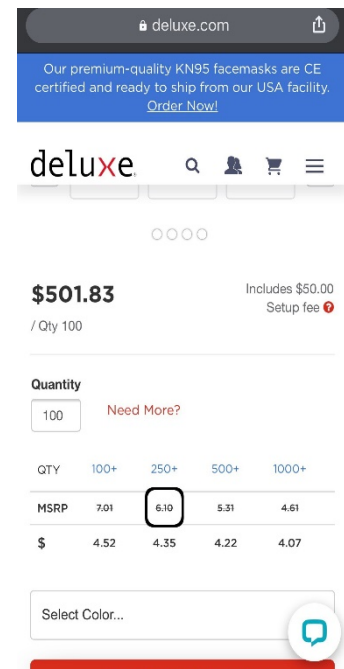 deluxe.com
Our premium-quality KN95 facemasks are CE
certified and ready to ship from our USA facility.
Order Now!
deluxe.
$501.83
Includes $50.00
Setup fee ?
/ Qty 100
Quantity
100 Need More?
QTY 100+ 250+ 500+ 1000+
MSRP 7.01 6.10 5.31 4.61
$ 4.52 4.35 4.22 4.07
Select Color...